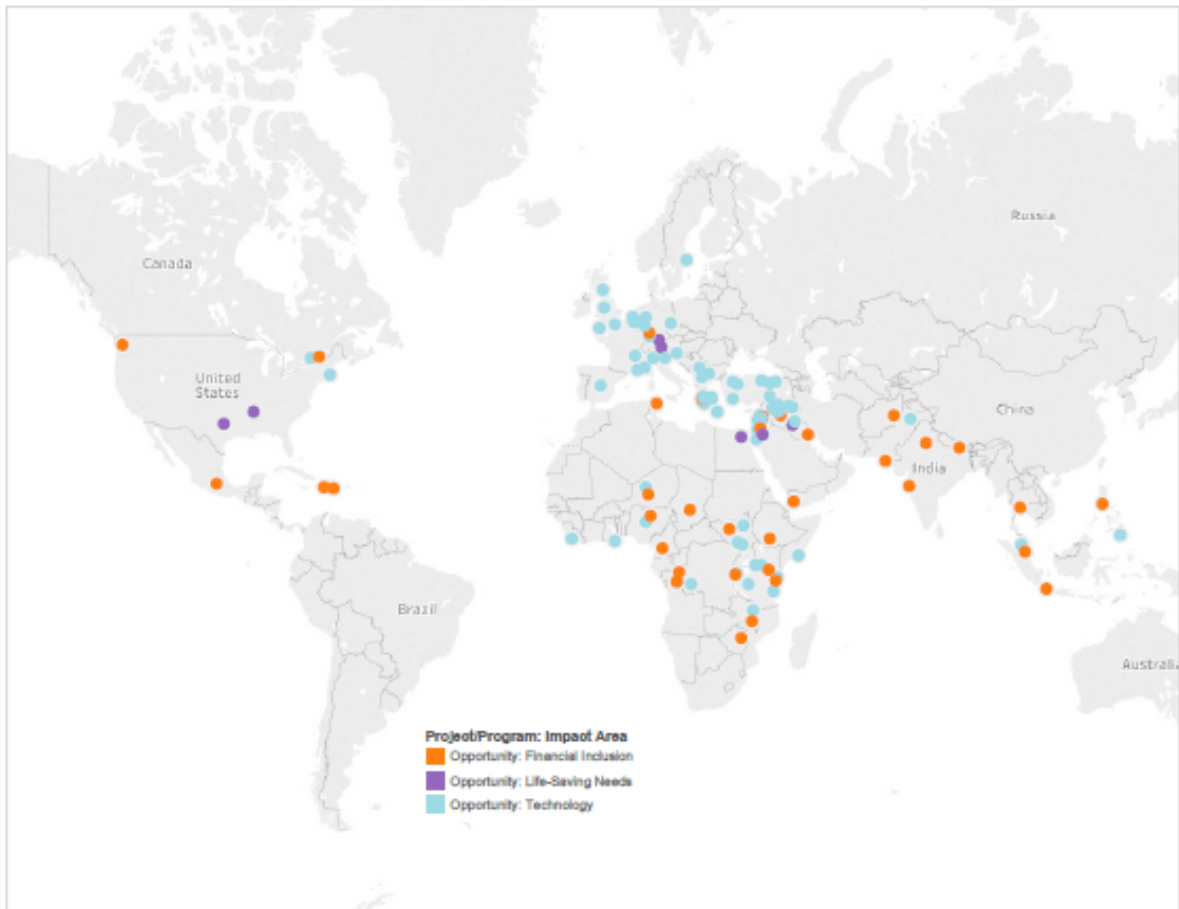 Russia
Canada
United
States
China
India
Brazil
Australia
Project/Program: Impact Area
Opportunity: Financial Inclusion
Opportunity: Life-Saving Needs
Opportunity: Technology